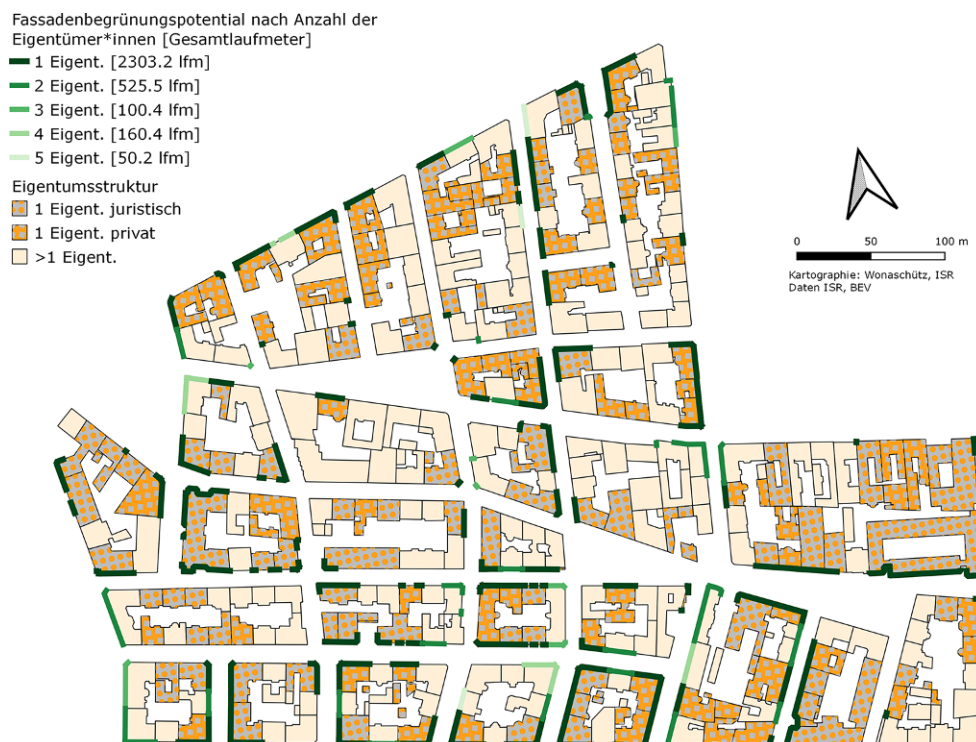 Fassadenbegrünungspotential nach Anzahl der
Eigentümer*innen [Gesamtlaufmeter]
1 Eigent. [2303.2 lfm]
2 Eigent. [525.5 lfm]
3 Eigent. [100.4 lfm]
4 Eigent. [160.4 lfm]
5 Eigent. [50.2 lfm]
Eigentumsstruktur
1 Eigent. juristisch
1 Eigent. privat
>1 Eigent.
0 50 100 m
Kartographie: Wonaschütz, ISR
Daten ISR, BEV